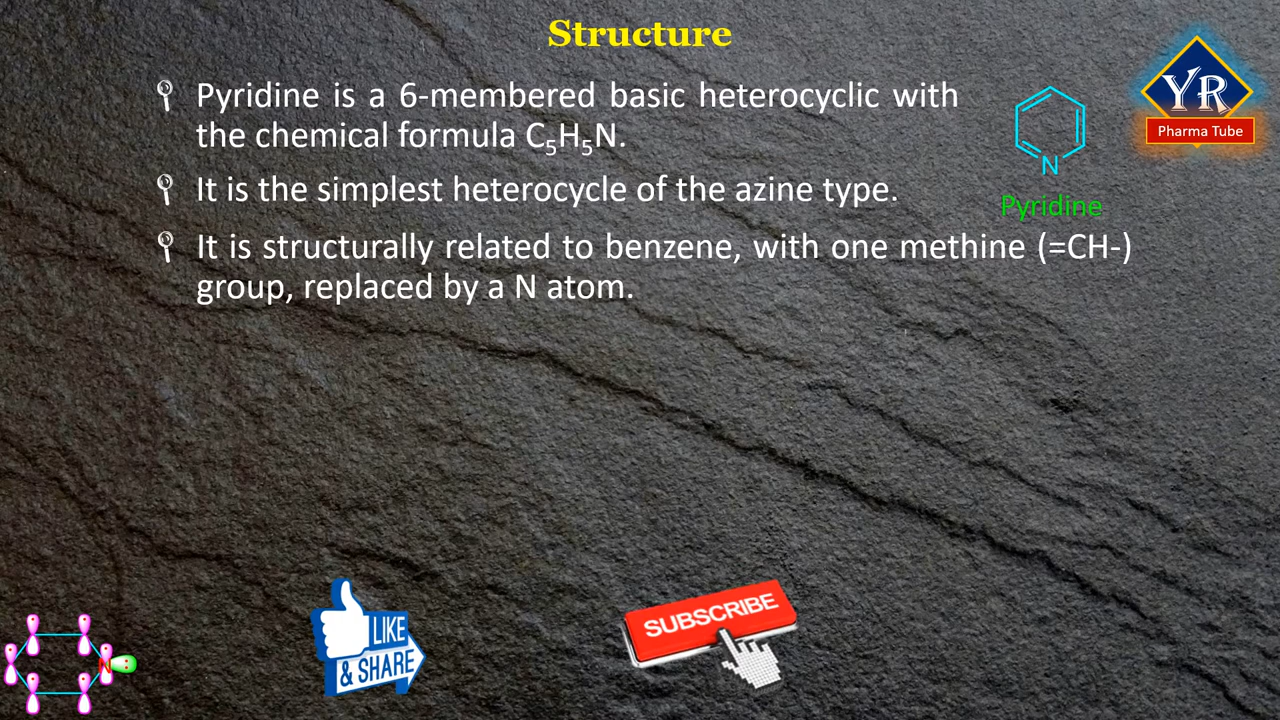 Structure
Pyridine is a 6-membered basic heterocyclic with
the chemical formula C₅H₅N.
It is the simplest heterocycle of the azine type.
It is structurally related to benzene, with one methine (=CH-)
group, replaced by a N atom.
N
Pyridine
YR
Pharma Tube
N
LIKE
& SHARE
SUBSCRIBE